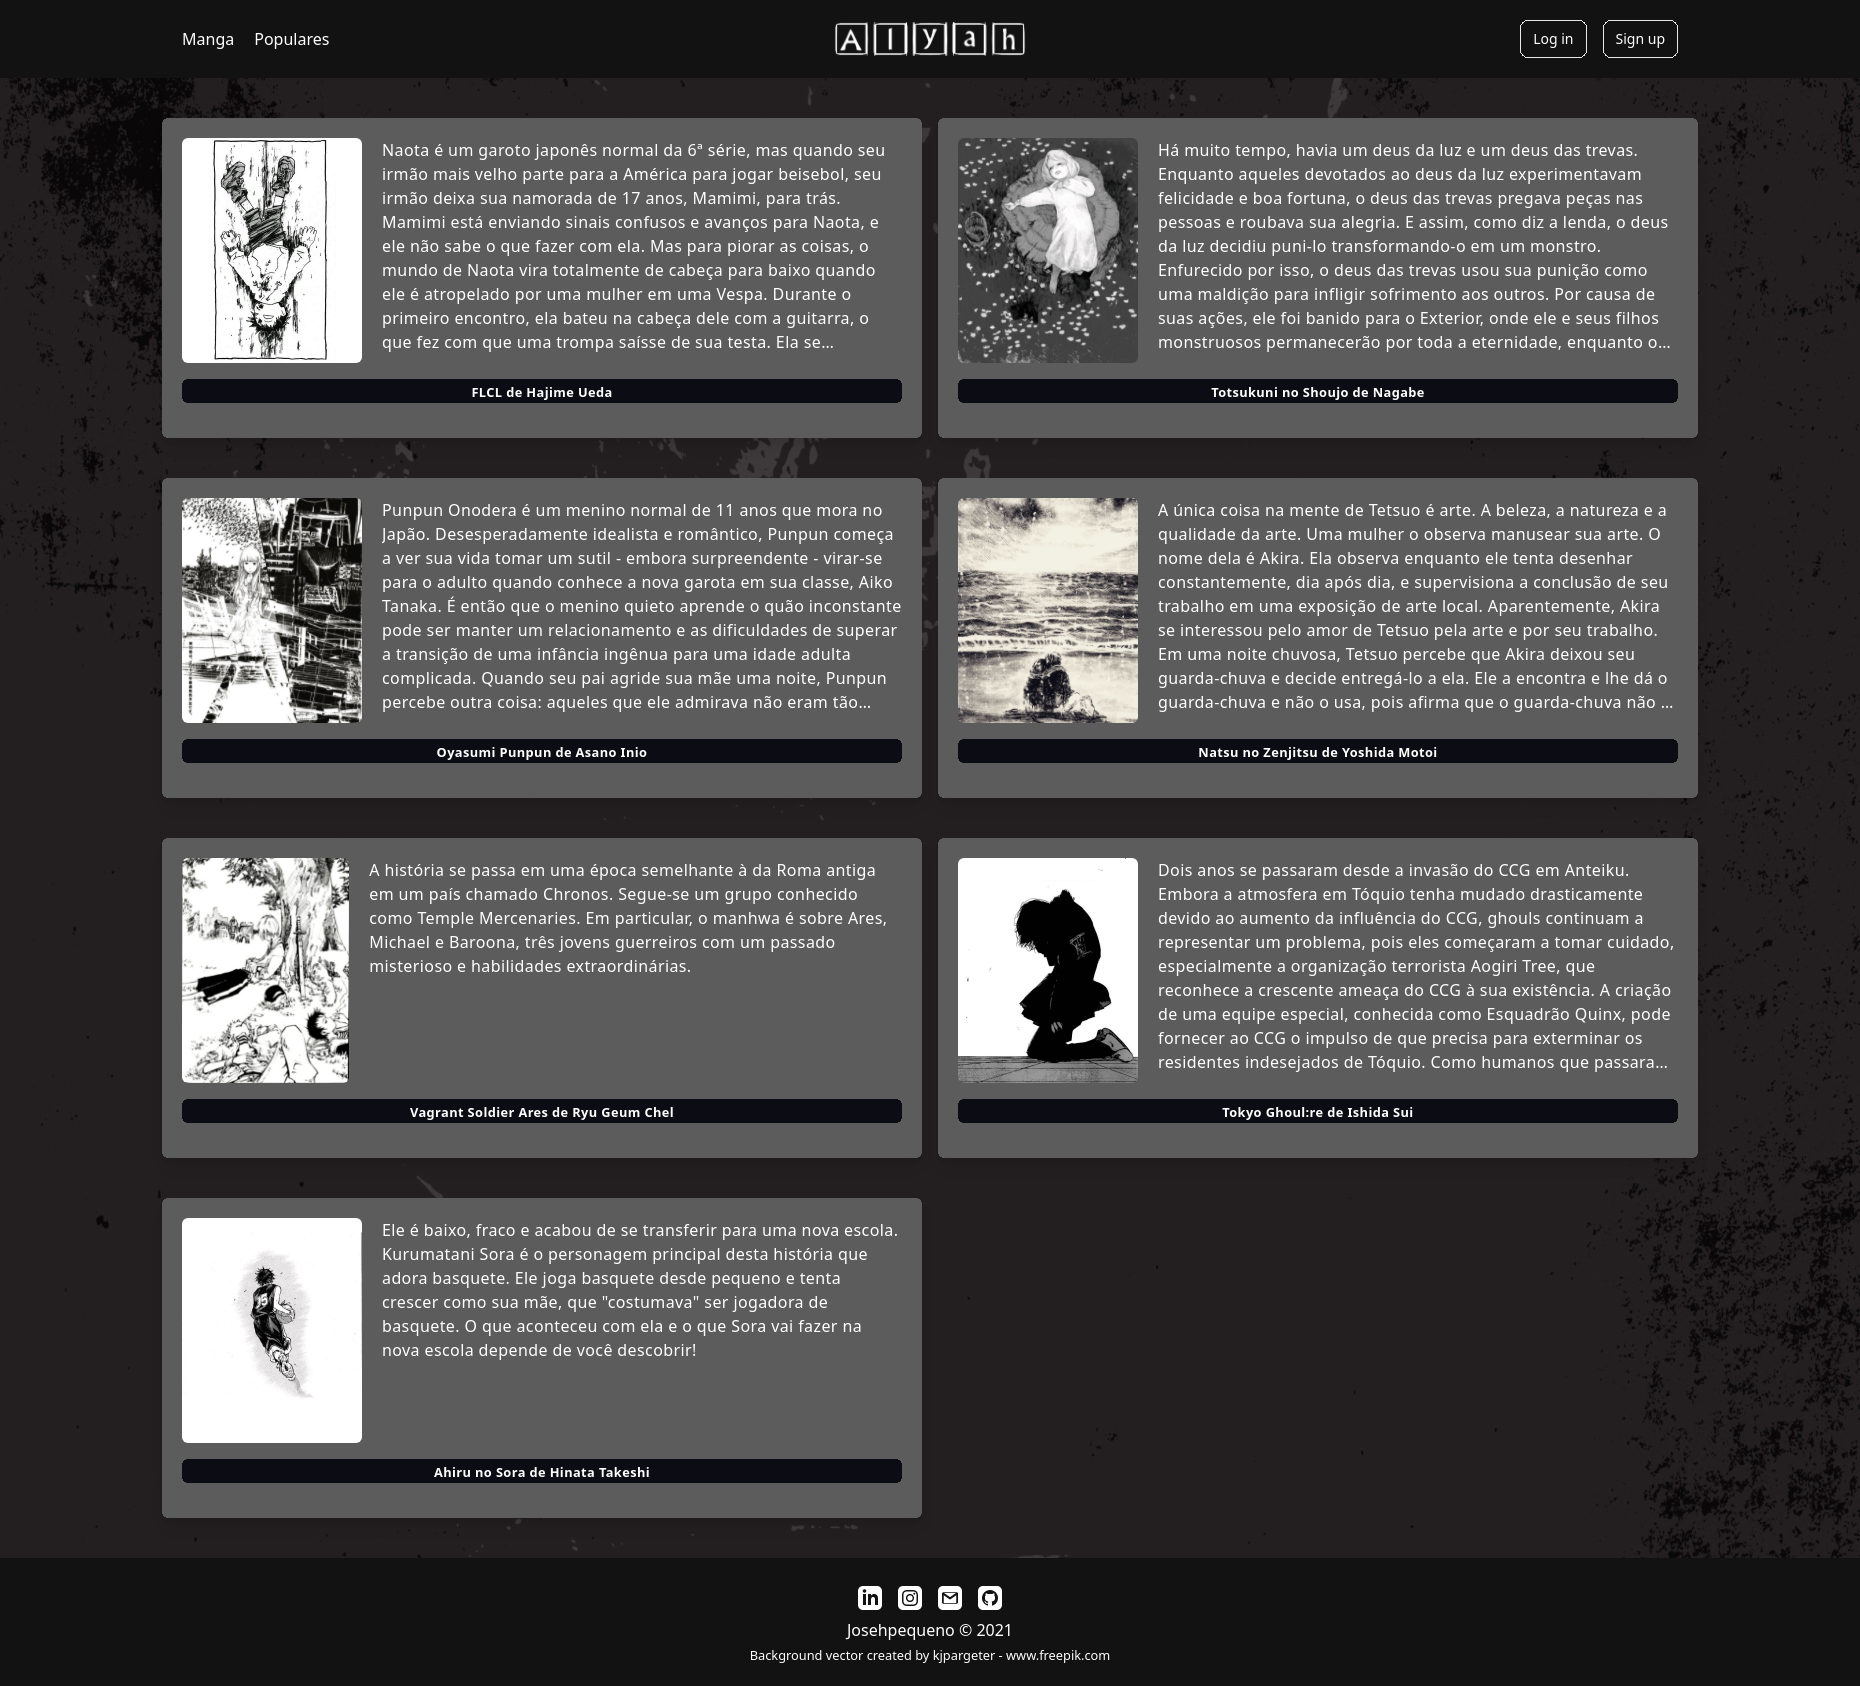 Manga
Populares
Aiyah
Log in
Sign up
Naota é um garoto japonês normal da 6ª série, mas quando seu
irmão mais velho parte para a América para jogar beisebol, seu
irmão deixa sua namorada de 17 anos, Mamimi, para trás.
Mamimi está enviando sinais confusos e avanços para Naota, e
ele não sabe o que fazer com ela. Mas para piorar as coisas, o
mundo de Naota vira totalmente de cabeça para baixo quando
ele é atropelado por uma mulher em uma Vespa. Durante o
primeiro encontro, ela bateu na cabeça dele com a guitarra, o
que fez com que uma trompa saísse de sua testa. Ela se…
FLCL de Hajime Ueda
Há muito tempo, havia um deus da luz e um deus das trevas.
Enquanto aqueles devotados ao deus da luz experimentavam
felicidade e boa fortuna, o deus das trevas pregava peças nas
pessoas e roubava sua alegria. E assim, como diz a lenda, o deus
da luz decidiu puni-lo transformando-o em um monstro.
Enfurecido por isso, o deus das trevas usou sua punição como
uma maldição para infligir sofrimento aos outros. Por causa de
suas ações, ele foi banido para o Exterior, onde ele e seus filhos
monstruosos permanecerão por toda a eternidade, enquanto o…
Totsukuni no Shoujo de Nagabe
Punpun Onodera é um menino normal de 11 anos que mora no
Japão. Desesperadamente idealista e romântico, Punpun começa
a ver sua vida tomar um sutil - embora surpreendente - virar-se
para o adulto quando conhece a nova garota em sua classe, Aiko
Tanaka. É então que o menino quieto aprende o quão inconstante
pode ser manter um relacionamento e as dificuldades de superar
a transição de uma infância ingênua para uma idade adulta
complicada. Quando seu pai agride sua mãe uma noite, Punpun
percebe outra coisa: aqueles que ele admirava não eram tão…
Oyasumi Punpun de Asano Inio
A única coisa na mente de Tetsuo é arte. A beleza, a natureza e a
qualidade da arte. Uma mulher o observa manusear sua arte. O
nome dela é Akira. Ela observa enquanto ele tenta desenhar
constantemente, dia após dia, e supervisiona a conclusão de seu
trabalho em uma exposição de arte local. Aparentemente, Akira
se interessou pelo amor de Tetsuo pela arte e por seu trabalho.
Em uma noite chuvosa, Tetsuo percebe que Akira deixou seu
guarda-chuva e decide entregá-lo a ela. Ele a encontra e lhe dá o
guarda-chuva e não o usa, pois afirma que o guarda-chuva não …
Natsu no Zenjitsu de Yoshida Motoi
A história se passa em uma época semelhante à da Roma antiga
em um país chamado Chronos. Segue-se um grupo conhecido
como Temple Mercenaries. Em particular, o manhwa é sobre Ares,
Michael e Baroona, três jovens guerreiros com um passado
misterioso e habilidades extraordinárias.
Vagrant Soldier Ares de Ryu Geum Chel
Dois anos se passaram desde a invasão do CCG em Anteiku.
Embora a atmosfera em Tóquio tenha mudado drasticamente
devido ao aumento da influência do CCG, ghouls continuam a
representar um problema, pois eles começaram a tomar cuidado,
especialmente a organização terrorista Aogiri Tree, que
reconhece a crescente ameaça do CCG à sua existência. A criação
de uma equipe especial, conhecida como Esquadrão Quinx, pode
fornecer ao CCG o impulso de que precisa para exterminar os
residentes indesejados de Tóquio. Como humanos que passara…
Tokyo Ghoul:re de Ishida Sui
Ele é baixo, fraco e acabou de se transferir para uma nova escola.
Kurumatani Sora é o personagem principal desta história que
adora basquete. Ele joga basquete desde pequeno e tenta
crescer como sua mãe, que "costumava" ser jogadora de
basquete. O que aconteceu com ela e o que Sora vai fazer na
nova escola depende de você descobrir!
Ahiru no Sora de Hinata Takeshi
Josehpequeno © 2021
Background vector created by kjpargeter - www.freepik.com